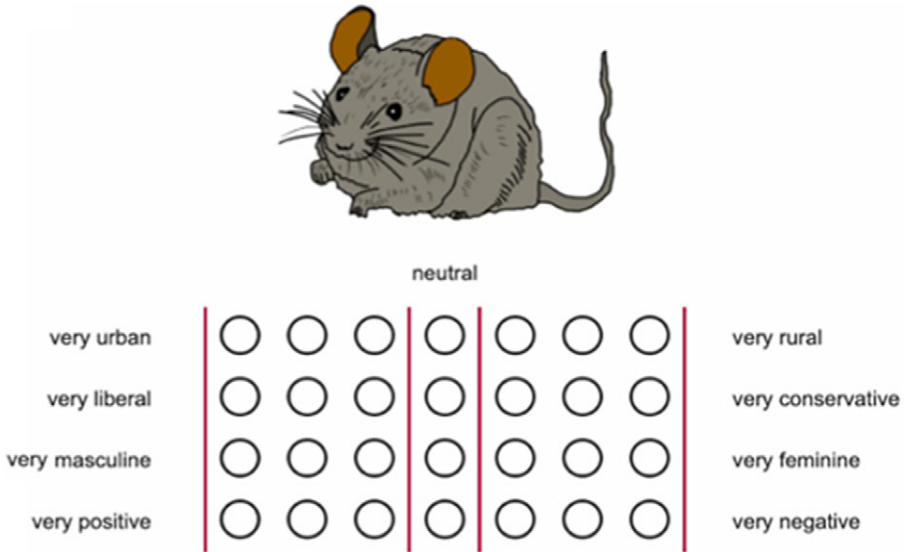 neutral
very urban very rural
very liberal very conservative
very masculine very feminine
very positive very negative